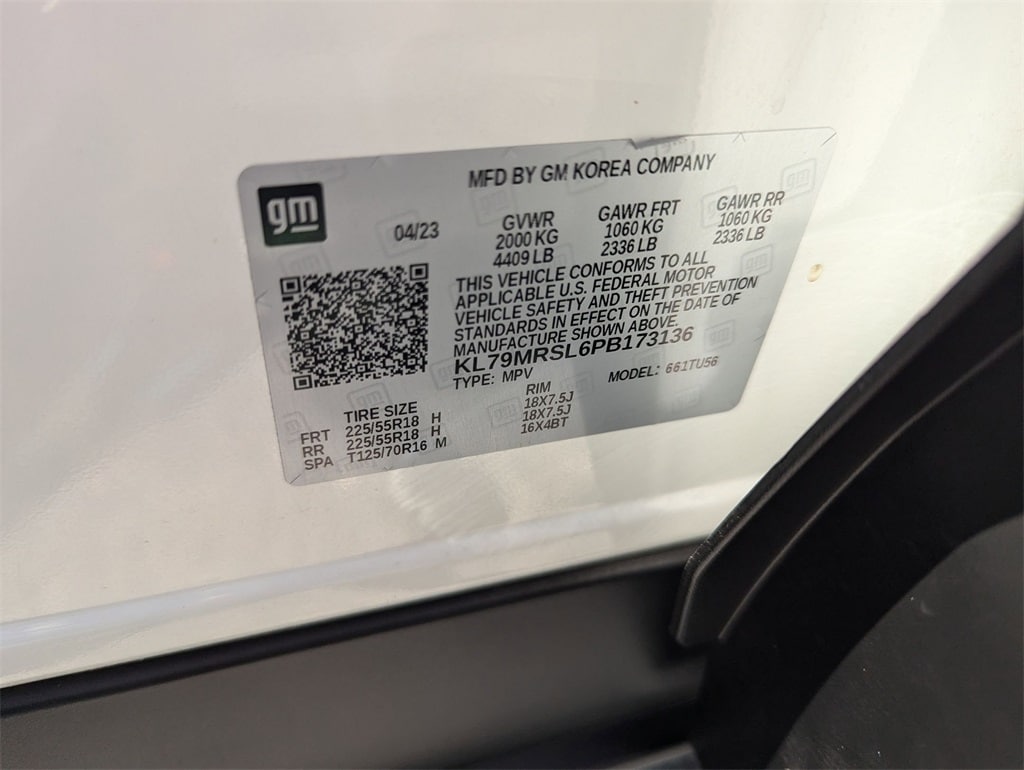 MFD BY GM KOREA COMPANY
gm
04/23
GVWR GAWR FRT GAWR RR
2000 KG 1060 KG 1060 KG
4409 LB 2336 LB 2336 LB
THIS VEHICLE CONFORMS TO ALL
APPLICABLE U.S. FEDERAL MOTOR
VEHICLE SAFETY AND THEFT PREVENTION
STANDARDS IN EFFECT ON THE DATE OF
MANUFACTURE SHOWN ABOVE.
KL79MRSL6PB173136
TYPE: MPV MODEL: 661TU56
TIRE SIZE RIM
FRT 225/55R18 H 18X7.5J
RR 225/55R18 H 18X7.5J
SPA T125/70R16 M 16X4BT